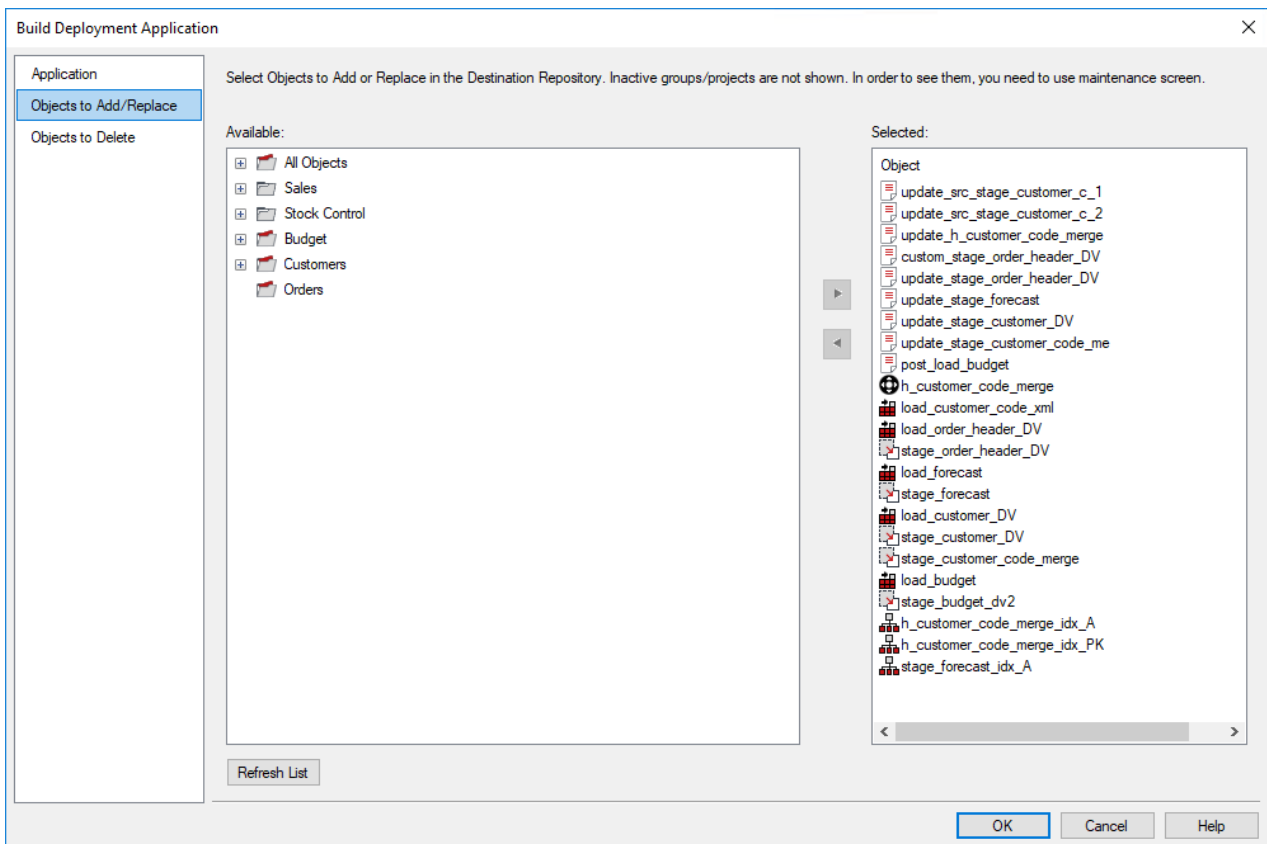 Build Deployment Application
Application
Objects to Add/Replace
Objects to Delete
Select Objects to Add or Replace in the Destination Repository. Inactive groups/projects are not shown. In order to see them, you need to use maintenance screen.
Available:
All Objects
Sales
Stock Control
Budget
Customers
Orders
Refresh List
Selected:
Object
update_src_stage_customer_c_1
update_src_stage_customer_c_2
update_h_customer_code_merge
custom_stage_order_header_DV
update_stage_order_header_DV
update_stage_forecast
update_stage_customer_DV
update_stage_customer_code_me
post_load_budget
h_customer_code_merge
load_customer_code_xml
load_order_header_DV
stage_order_header_DV
load_forecast
stage_forecast
load_customer_DV
stage_customer_DV
stage_customer_code_merge
load_budget
stage_budget_dv2
h_customer_code_merge_idx_A
h_customer_code_merge_idx_PK
stage_forecast_idx_A
OK Cancel Help